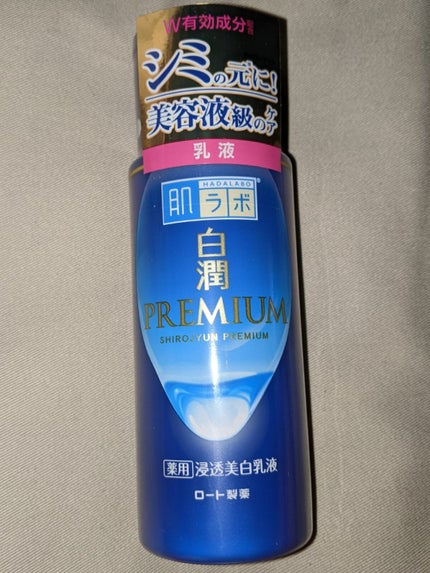 W有効成分配合
シミの元に!
美容液級のケア
乳液
HADALABO
肌ラボ
白潤
PREMIUM
SHIROJYUN PREMIUM
薬用 浸透美白乳液
ロート製薬